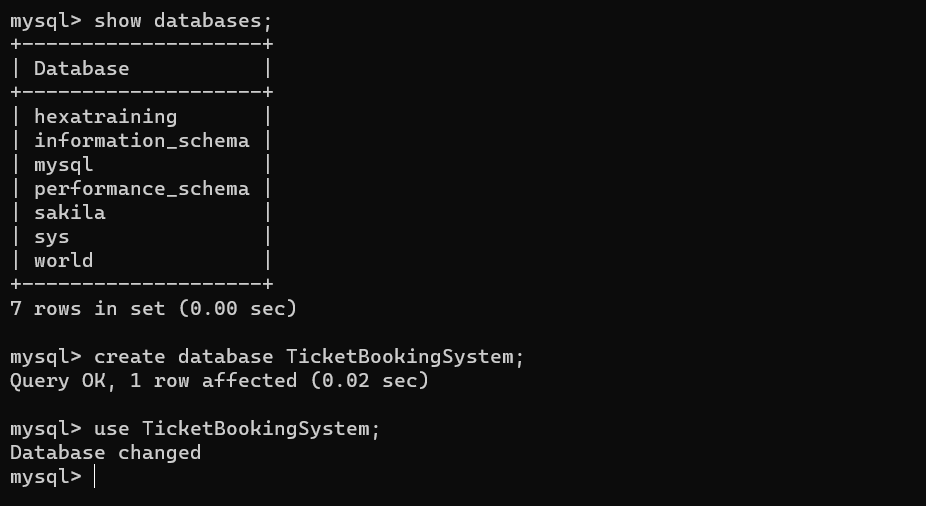 mysql> show databases;
+--------------------+
| Database           |
+--------------------+
| hexatraining       |
| information_schema |
| mysql              |
| performance_schema |
| sakila             |
| sys                |
| world              |
+--------------------+
7 rows in set (0.00 sec)

mysql> create database TicketBookingSystem;
Query OK, 1 row affected (0.02 sec)

mysql> use TicketBookingSystem;
Database changed
mysql>